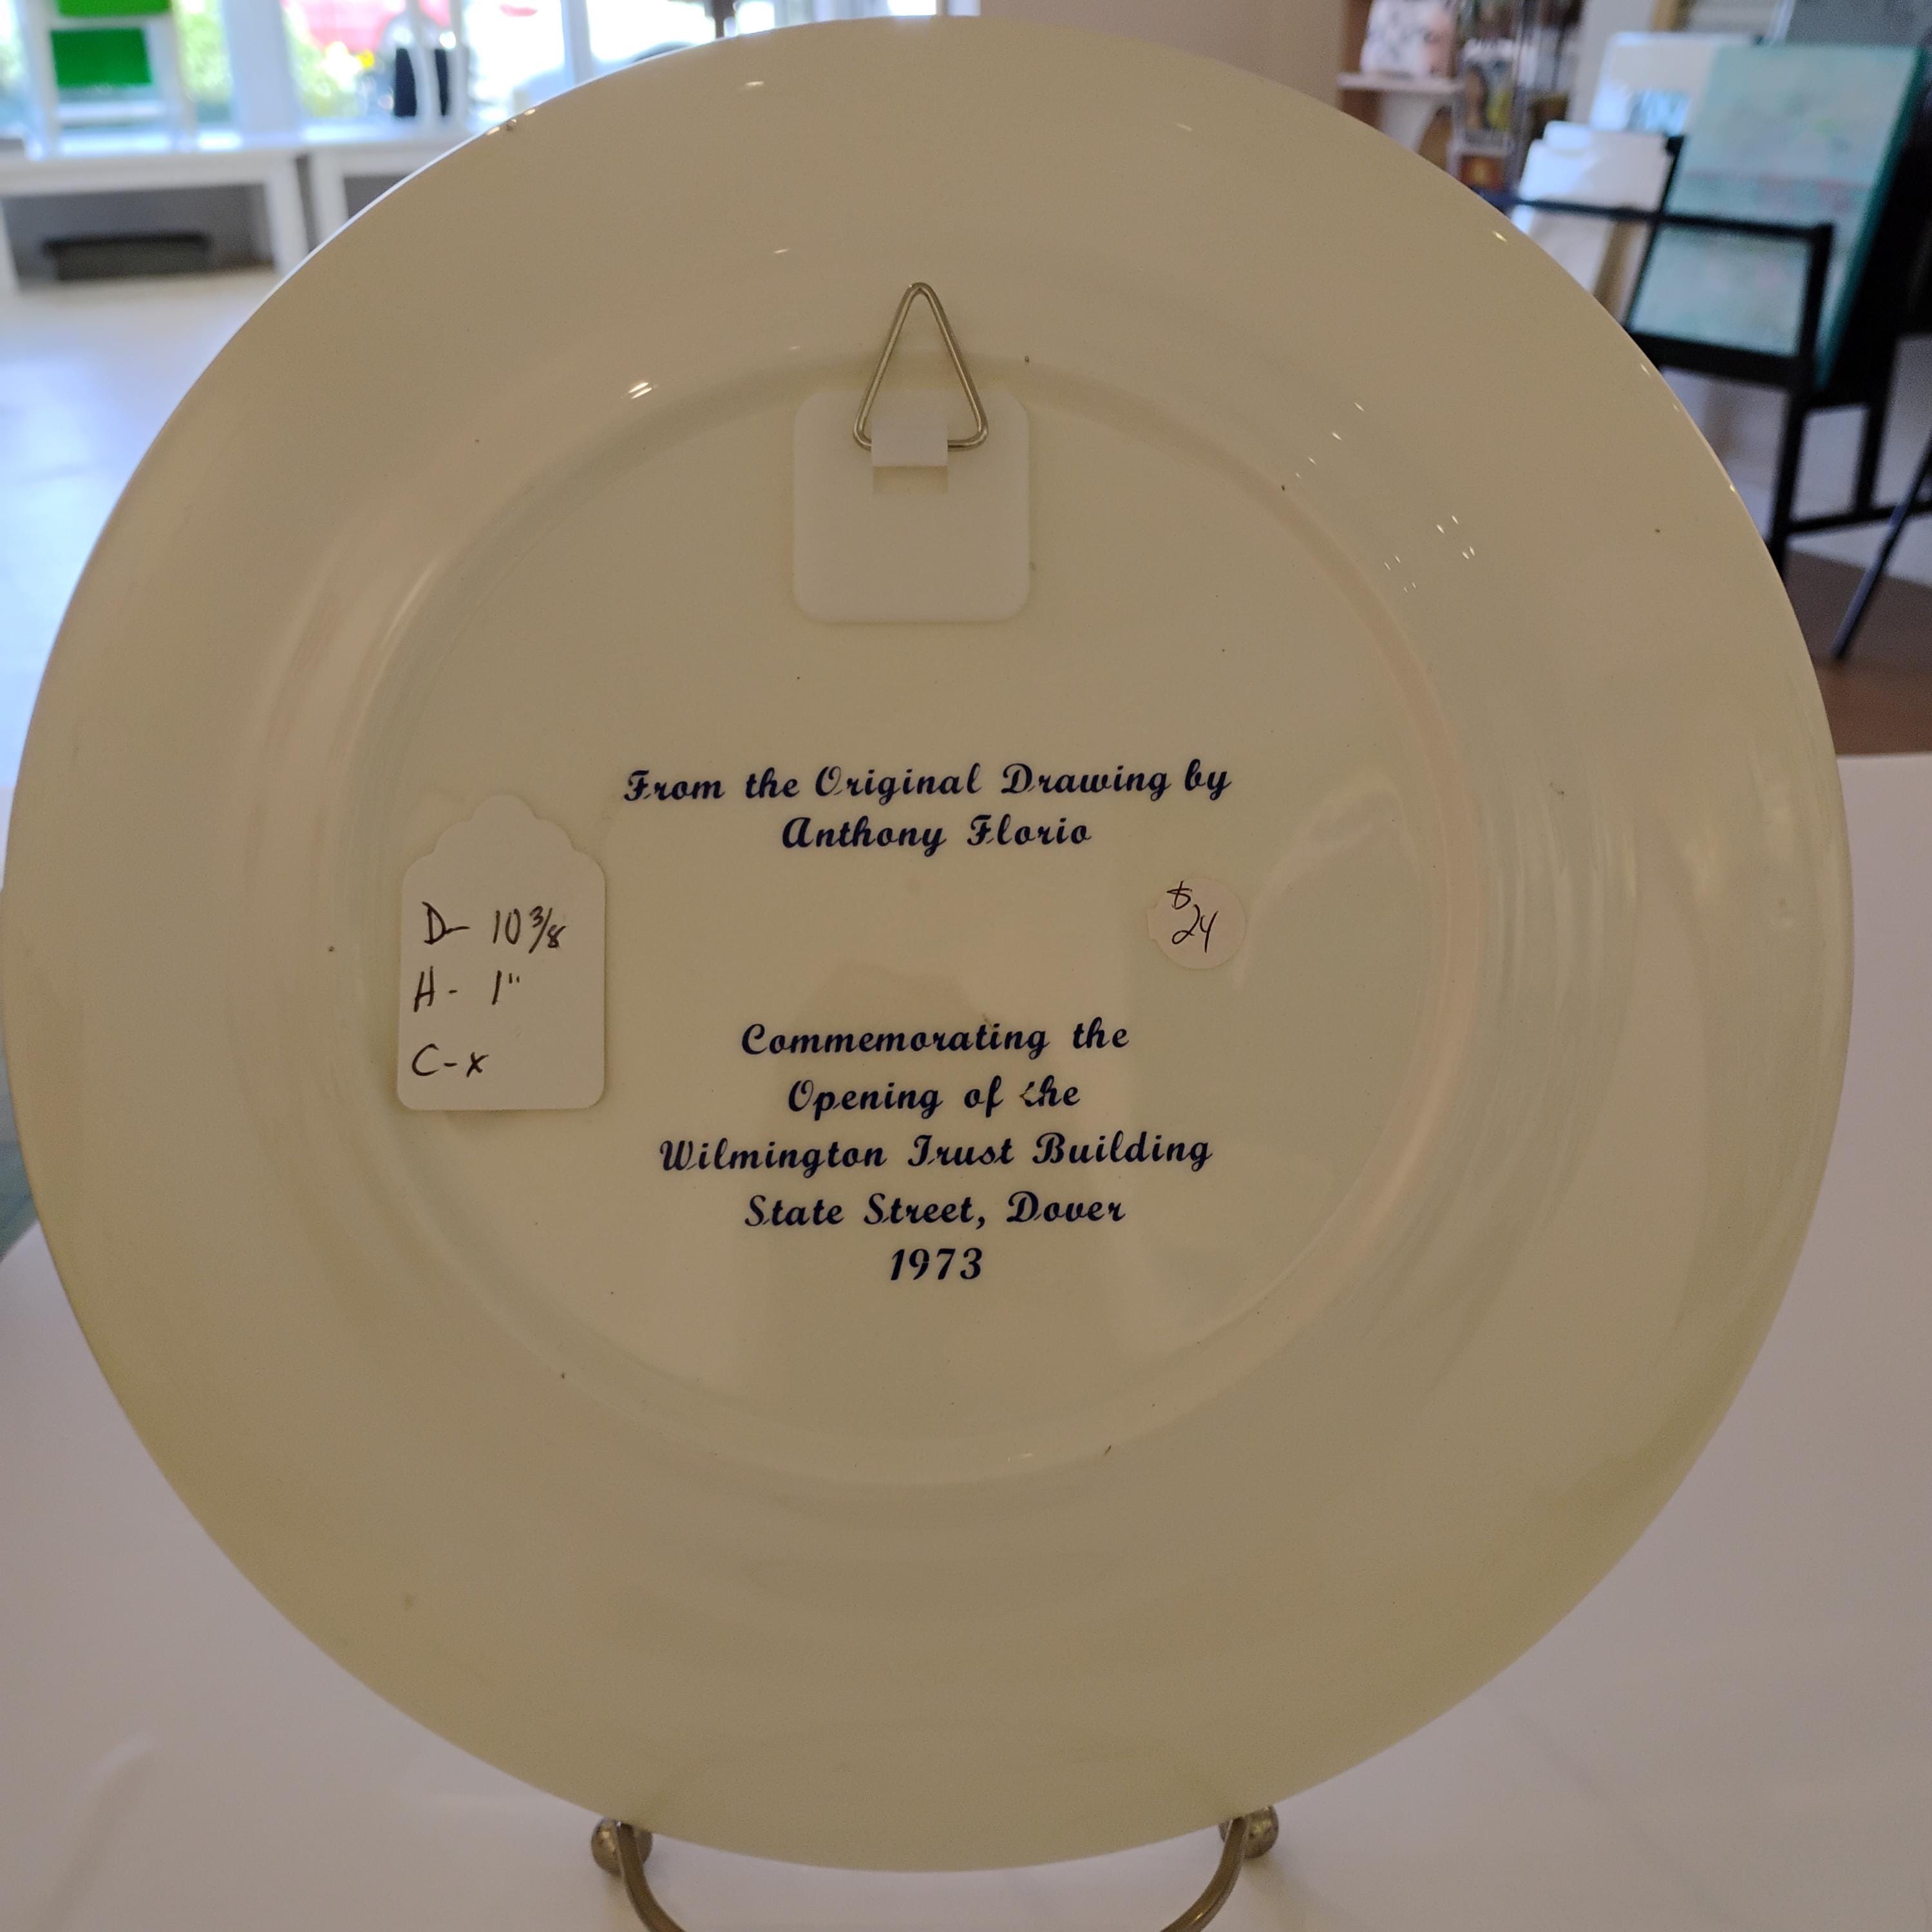 From the Original Drawing by
Anthony Florio
D- 10 3/8
H- 1"
C-x
$24
Commemorating the
Opening of the
Wilmington Trust Building
State Street, Dover
1973